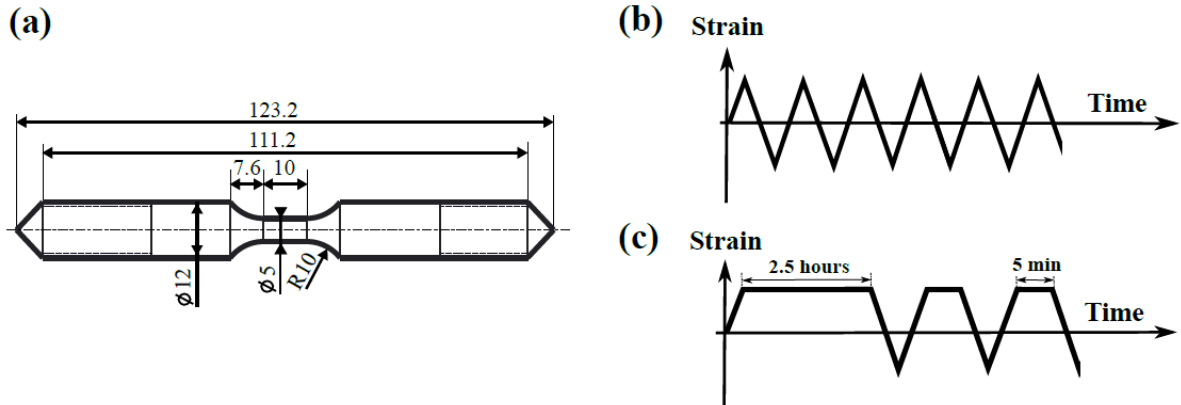 (a)
123.2
111.2
7.6
10
ϕ12
ϕ5
R10
(b)
Strain
Time
(c)
Strain
2.5 hours
5 min
Time